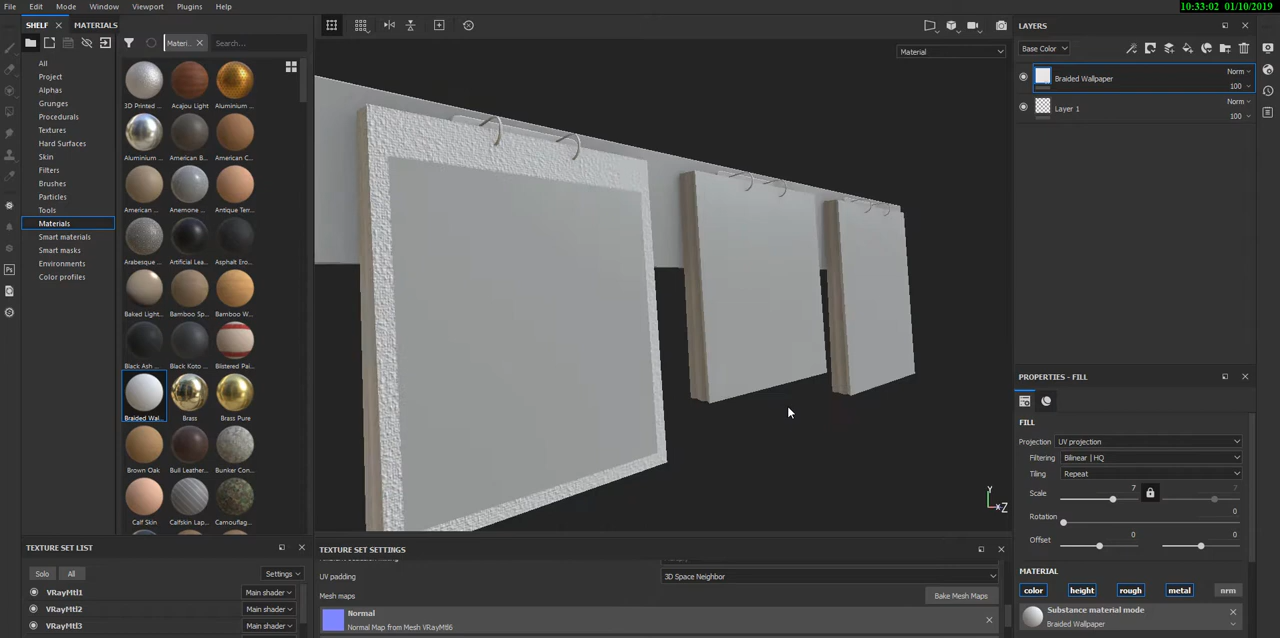 File Edit Mode Window Viewport Plugins Help
10:33:02 01/10/2019
SHELF MATERIALS
Materi... Search...
All
Project
Alphas
Grunges
Procedurals
Textures
Hard Surfaces
Skin
Filters
Brushes
Particles
Tools
Materials
Smart materials
Smart masks
Environments
Color profiles
3D Printed ... Acajou Light Aluminium ...
Aluminium ... American B... American C...
American ... Anemone ... Antique Terr...
Arabesque ... Artificial Lea... Asphalt Iro...
Baked Light... Bamboo Sp... Bamboo W...
Black Ash ... Black Koto ... Blistered Pai...
Braided Wal... Brass Brass Pure
Brown Oak Bull Leather... Bunker Con...
Calf Skin Calfskin Lap... Camouflag...
Ps
Material
Y
Z
TEXTURE SET LIST
Solo All Settings
VRayMtl1 Main shader
VRayMtl2 Main shader
VRayMtl3 Main shader
TEXTURE SET SETTINGS
UV padding 3D Space Neighbor
Mesh maps Bake Mesh Maps
Normal
Normal Map from Mesh VRayMtl6
LAYERS
Base Color
Braided Wallpaper Norm
100
Layer 1 Norm
100
PROPERTIES - FILL
FILL
Projection UV projection
Filtering Bilinear | HQ
Tiling Repeat
Scale 7 7
Rotation 0
Offset 0 0
MATERIAL
color height rough metal nrm
Substance material mode
Braided Wallpaper